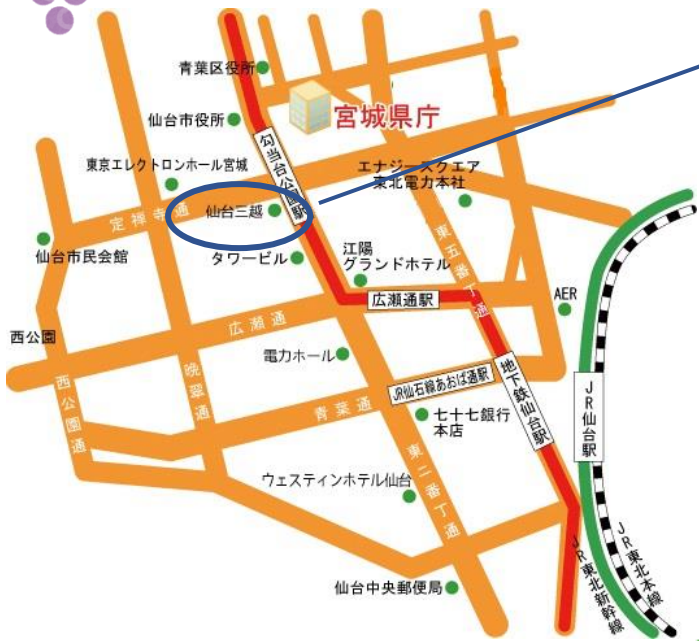 青葉区役所
宮城県庁
仙台市役所
勾当台公園駅
東京エレクトロンホール宮城
エナジースクエア
東北電力本社
定禅寺通
仙台三越
仙台市民会館
タワービル
江陽
グランドホテル
東五番丁通
広瀬通駅
AER
西公園
広瀬通
電力ホール
晩翠通
西公園通
青葉通
JR仙石線あおば通駅
地下鉄仙台駅
JR仙台駅
七十七銀行
本店
東二番丁通
ウェスティンホテル仙台
仙台中央郵便局
JR東北新幹線
JR東北本線